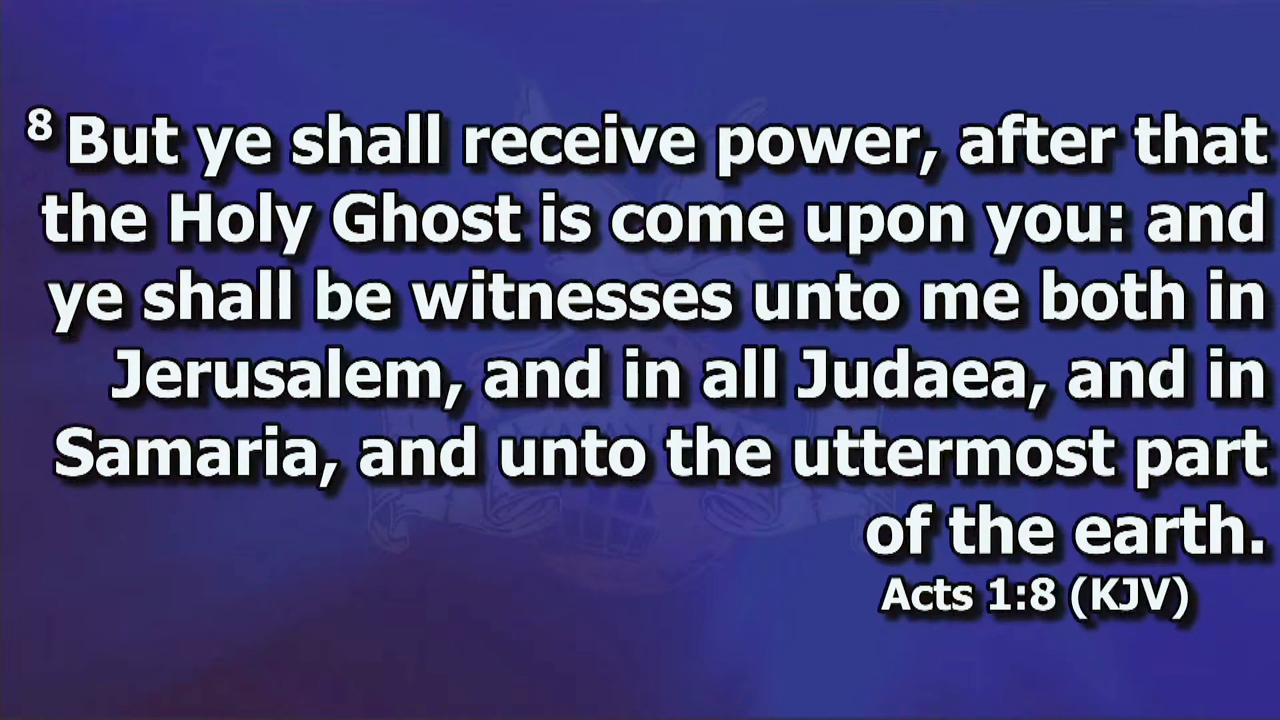 8 But ye shall receive power, after that
the Holy Ghost is come upon you: and
ye shall be witnesses unto me both in
Jerusalem, and in all Judaea, and in
Samaria, and unto the uttermost part
of the earth.
Acts 1:8 (KJV)